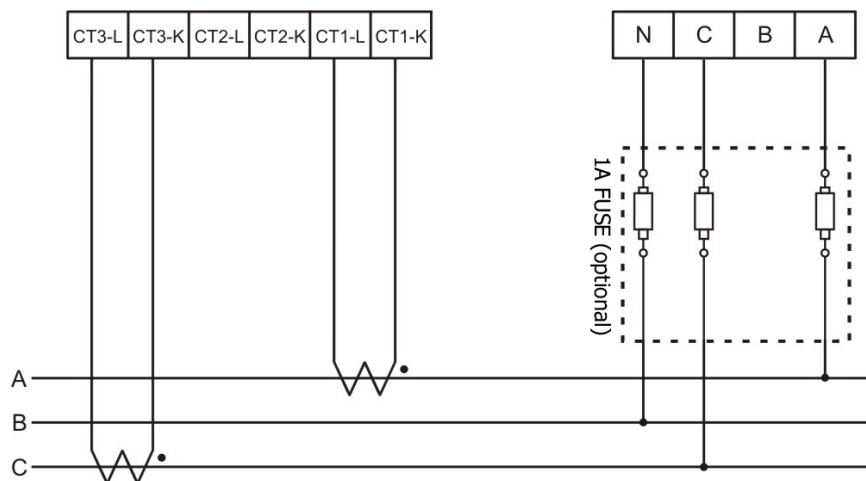 CT3-L CT3-K CT2-L CT2-K CT1-L CT1-K
N C B A
1A FUSE (optional)
A
B
C